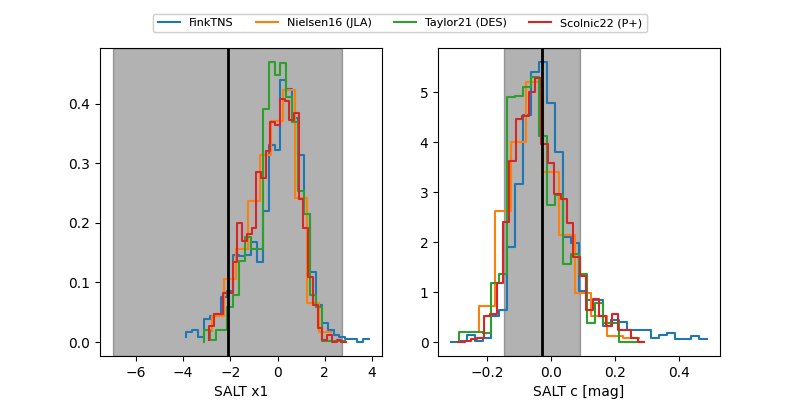 FinkTNS Nielsen16 (JLA) Taylor21 (DES) Scolnic22 (P+)
0.4
0.3
0.2
0.1
0.0
−6 −4 −2 0 2 4
SALT x1
5
4
3
2
1
0
−0.2 0.0 0.2 0.4
SALT c [mag]